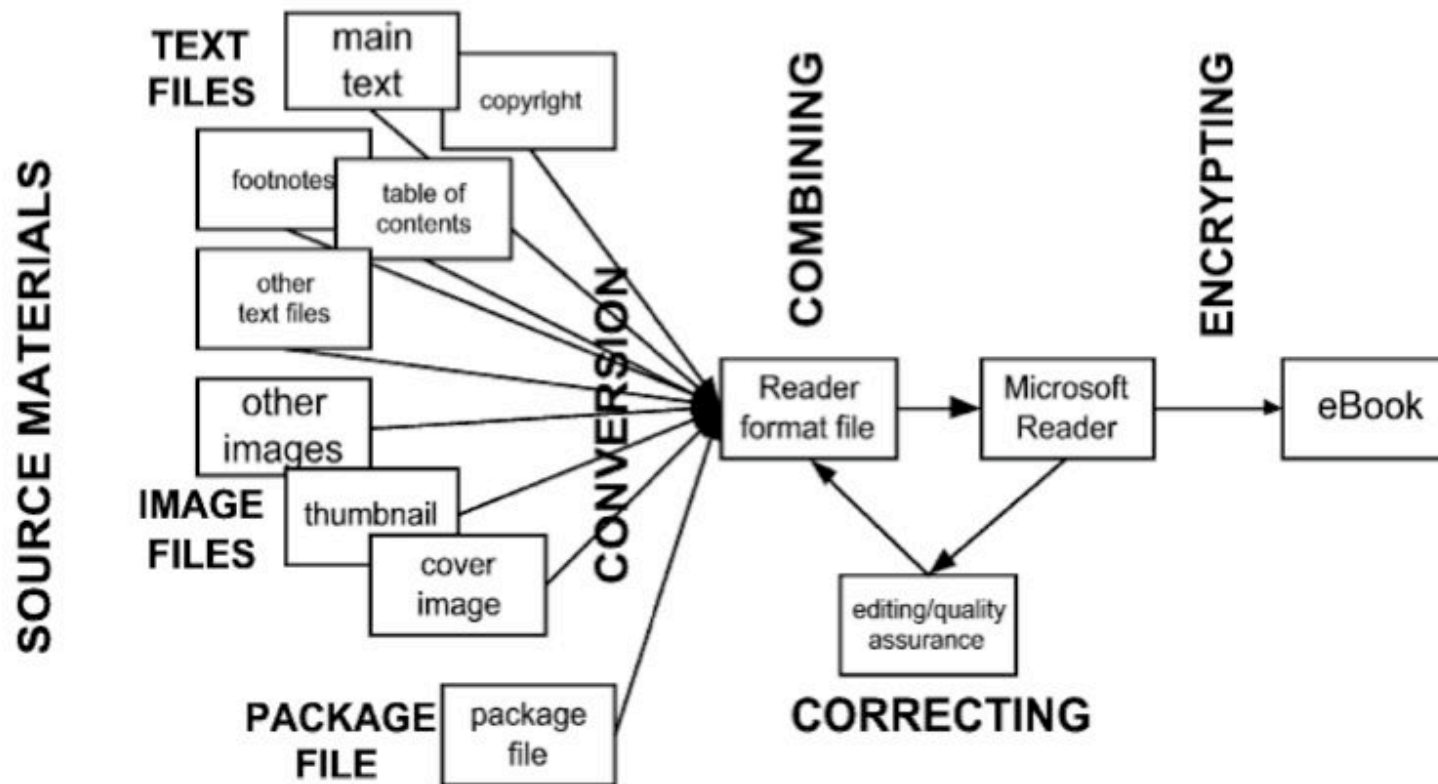 SOURCE MATERIALS
TEXT
FILES
main
text
copyright
footnotes
table of
contents
other
text files
other
images
IMAGE
FILES
thumbnail
cover
image
PACKAGE
FILE
package
file
CONVERSION
COMBINING
Reader
format file
Microsoft
Reader
editing/quality
assurance
CORRECTING
ENCRYPTING
eBook